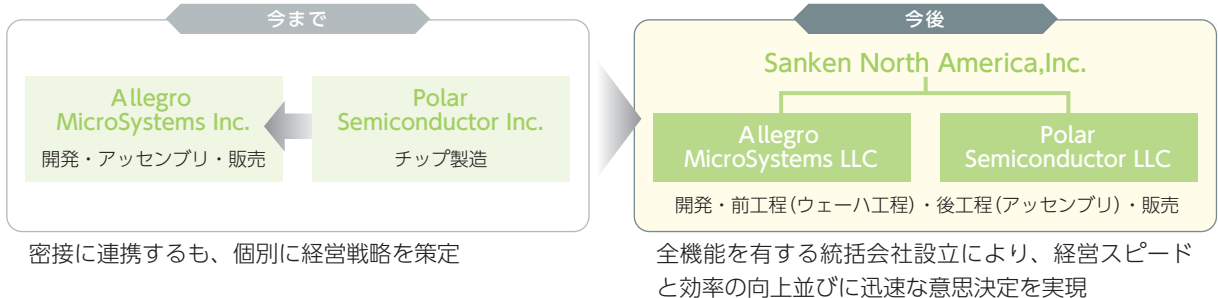 今まで
Allegro
MicroSystems Inc.
開発・アッセンブリ・販売
Polar
Semiconductor Inc.
チップ製造
密接に連携するも、個別に経営戦略を策定
今後
Sanken North America,Inc.
Allegro
MicroSystems LLC
Polar
Semiconductor LLC
開発・前工程(ウェーハ工程)・後工程(アッセンブリ)・販売
全機能を有する統括会社設立により、経営スピード
と効率の向上並びに迅速な意思決定を実現